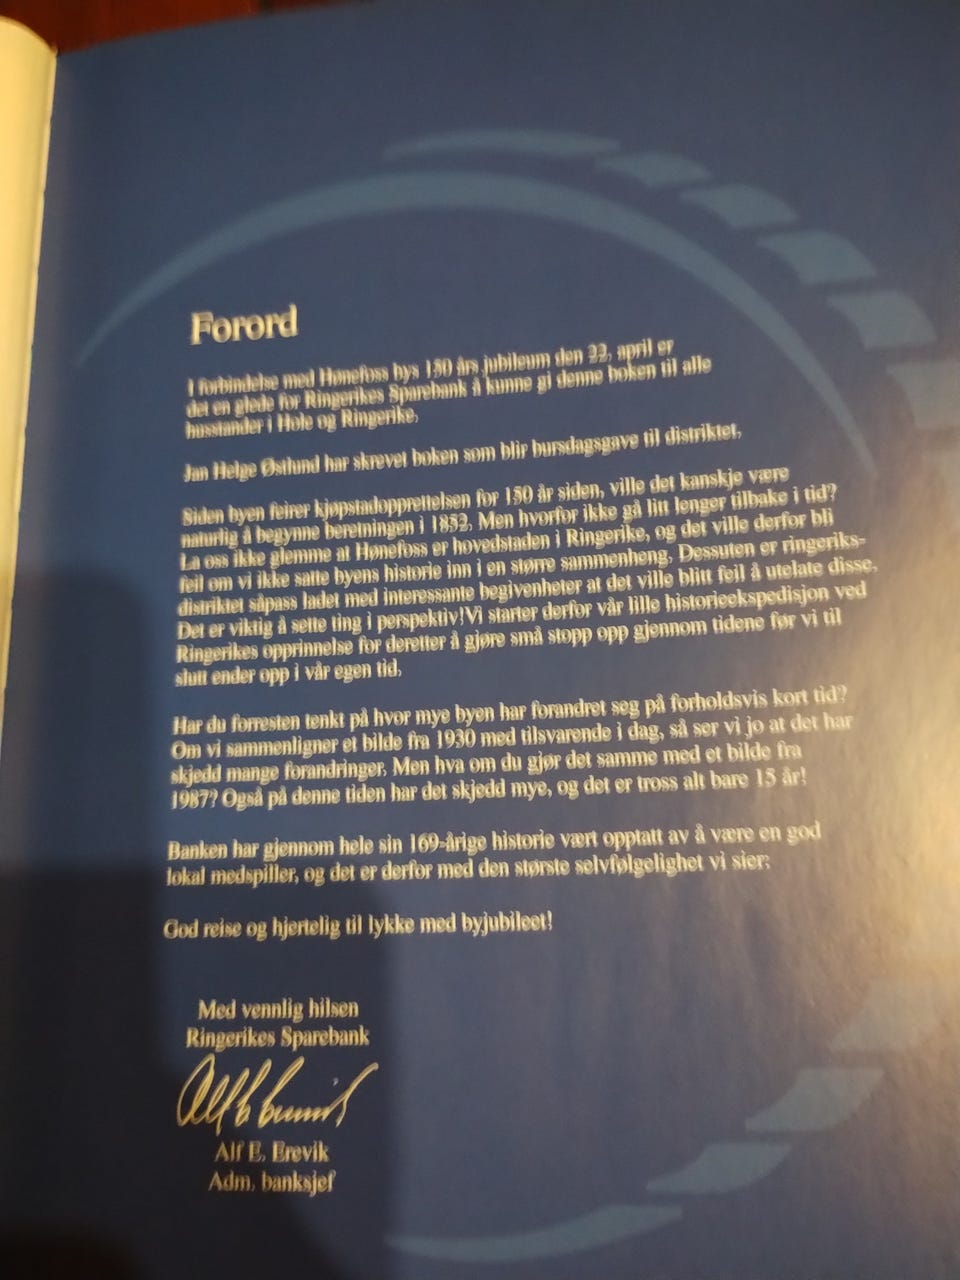 Forord
I forbindelse med Hønefoss bys 150 års jubileum den 22. april er
det en glede for Ringerikes Sparebank å kunne gi denne boken til alle
husstander i Hole og Ringerike.
Jan Helge Østlund har skrevet boken som blir bursdagsgave til distriktet.
Siden byen feirer kjøpstadopprettelsen for 150 år siden, ville det kanskje være
naturlig å begynne beretningen i 1852. Men hvorfor ikke gå litt lenger tilbake i tid?
La oss ikke glemme at Hønefoss er hovedstaden i Ringerike, og det ville derfor bli
feil om vi ikke satte byens historie inn i en større sammenheng. Dessuten er ringeriks-
distriktet såpass ladet med interessante begivenheter at det ville blitt feil å utelate disse.
Det er viktig å sette ting i perspektiv!Vi starter derfor vår lille historieekspedisjon ved
Ringerikes opprinnelse for deretter å gjøre små stopp opp gjennom tidene før vi til
slutt ender opp i vår egen tid.
Har du forresten tenkt på hvor mye byen har forandret seg på forholdsvis kort tid?
Om vi sammenligner et bilde fra 1930 med tilsvarende i dag, så ser vi jo at det har
skjedd mange forandringer. Men hva om du gjør det samme med et bilde fra
1987? Også på denne tiden har det skjedd mye, og det er tross alt bare 15 år!
Banken har gjennom hele sin 169-årige historie vært opptatt av å være en god
lokal medspiller, og det er derfor med den største selvfølgelighet vi sier:
God reise og hjertelig til lykke med byjubileet!
Med vennlig hilsen
Ringerikes Sparebank
Alf E. Erevik
Alf E. Erevik
Adm. banksjef